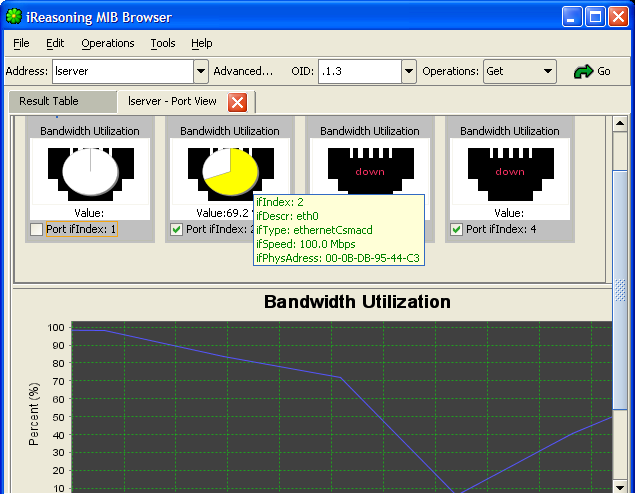 iReasoning MIB Browser
File Edit Operations Tools Help
Address: lserver Advanced... OID: .1.3 Operations: Get Go
Result Table lserver - Port View
Bandwidth Utilization Bandwidth Utilization Bandwidth Utilization Bandwidth Utilization
down down
Value: Value:69.2 Value:
Port ifIndex: 1 Port ifIndex: Port ifIndex: 4
ifIndex: 2
ifDescr: eth0
ifType: ethernetCsmacd
ifSpeed: 100.0 Mbps
ifPhysAdress: 00-0B-DB-95-44-C3
Bandwidth Utilization
Percent (%)
100
90
80
70
60
50
40
30
20
10